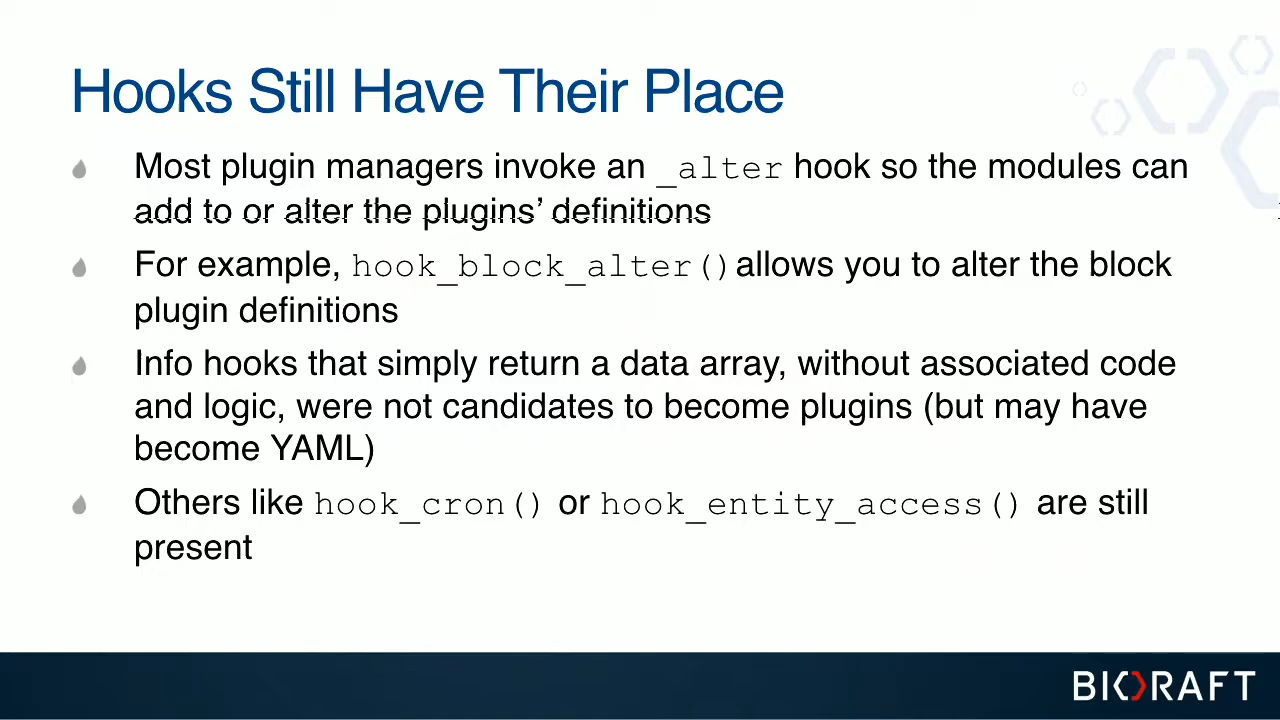 Hooks Still Have Their Place
Most plugin managers invoke an _alter hook so the modules can
add to or alter the plugins’ definitions
For example, hook_block_alter()allows you to alter the block
plugin definitions
Info hooks that simply return a data array, without associated code
and logic, were not candidates to become plugins (but may have
become YAML)
Others like hook_cron() or hook_entity_access() are still
present
BIORAFT